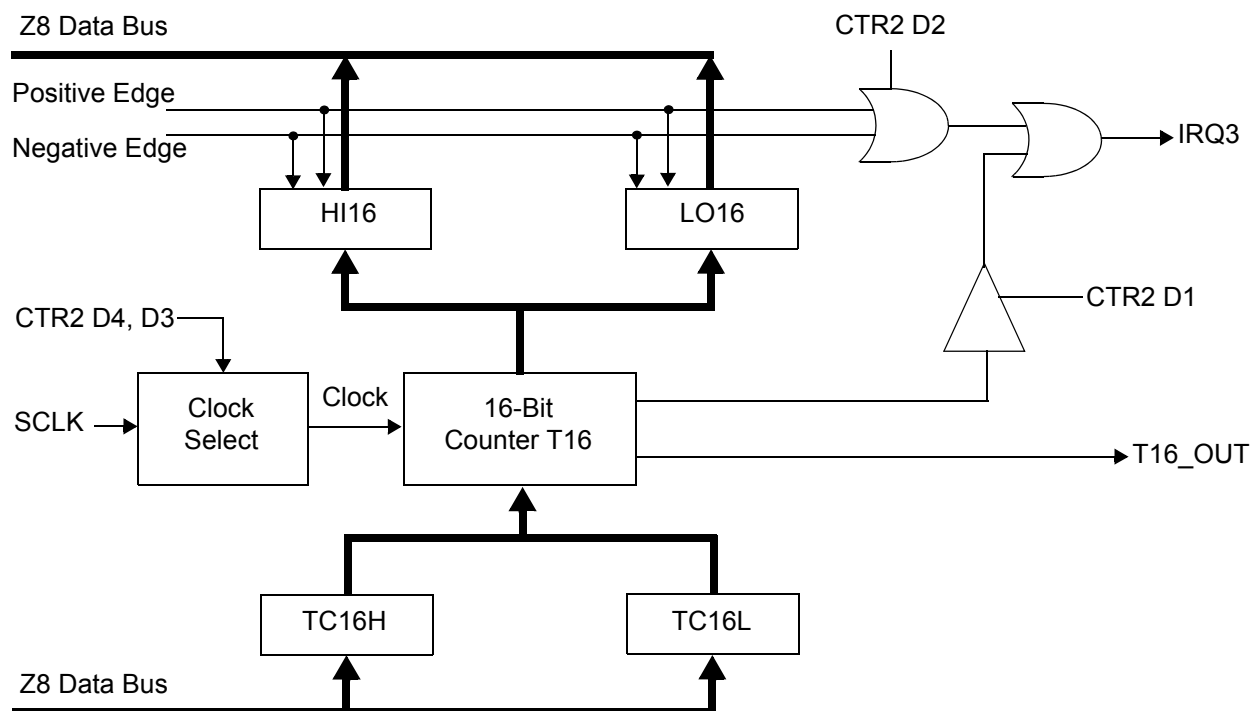 Z8 Data Bus
CTR2 D2
Positive Edge
Negative Edge
IRQ3
HI16
LO16
CTR2 D4, D3
CTR2 D1
SCLK
Clock
Select
Clock
16-Bit
Counter T16
T16_OUT
TC16H
TC16L
Z8 Data Bus